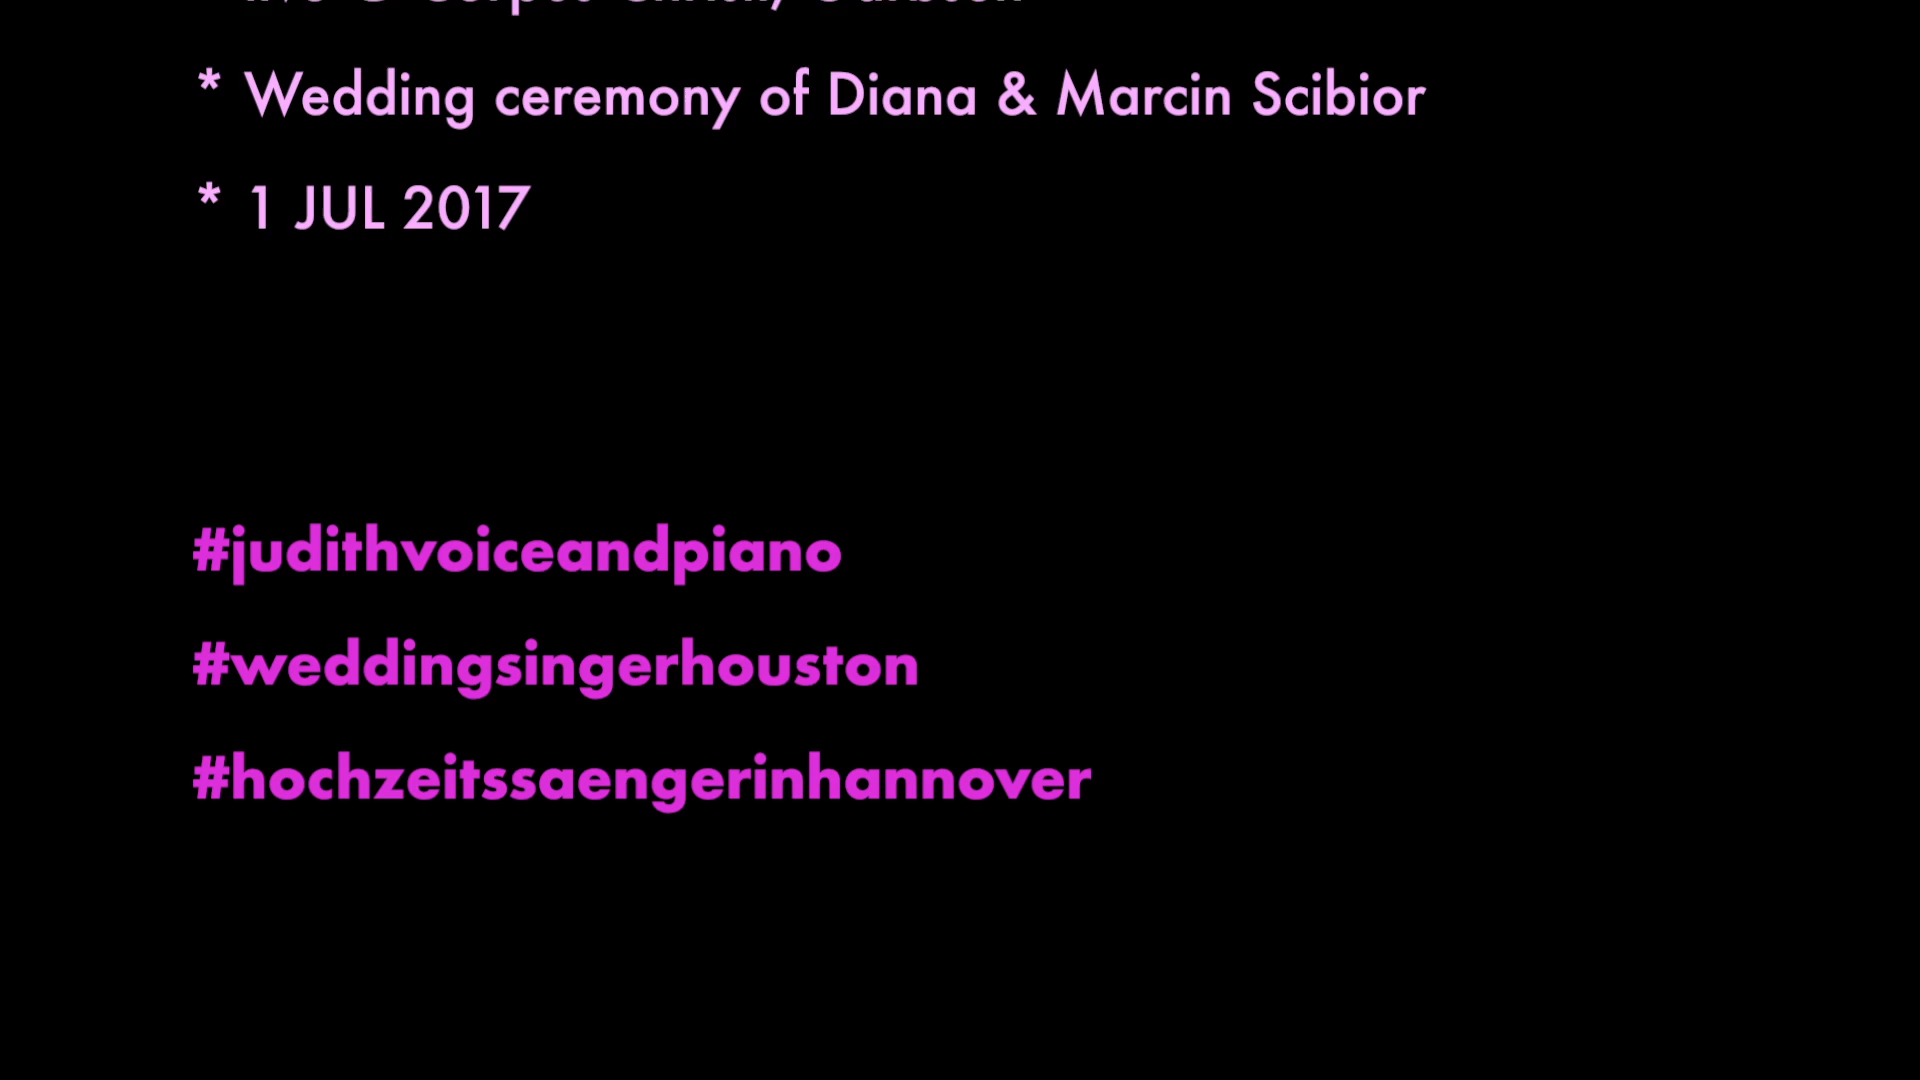 * Wedding ceremony of Diana & Marcin Scibior
* 1 JUL 2017
#judithvoiceandpiano
#weddingsingerhouston
#hochzeitssaengerinhannover